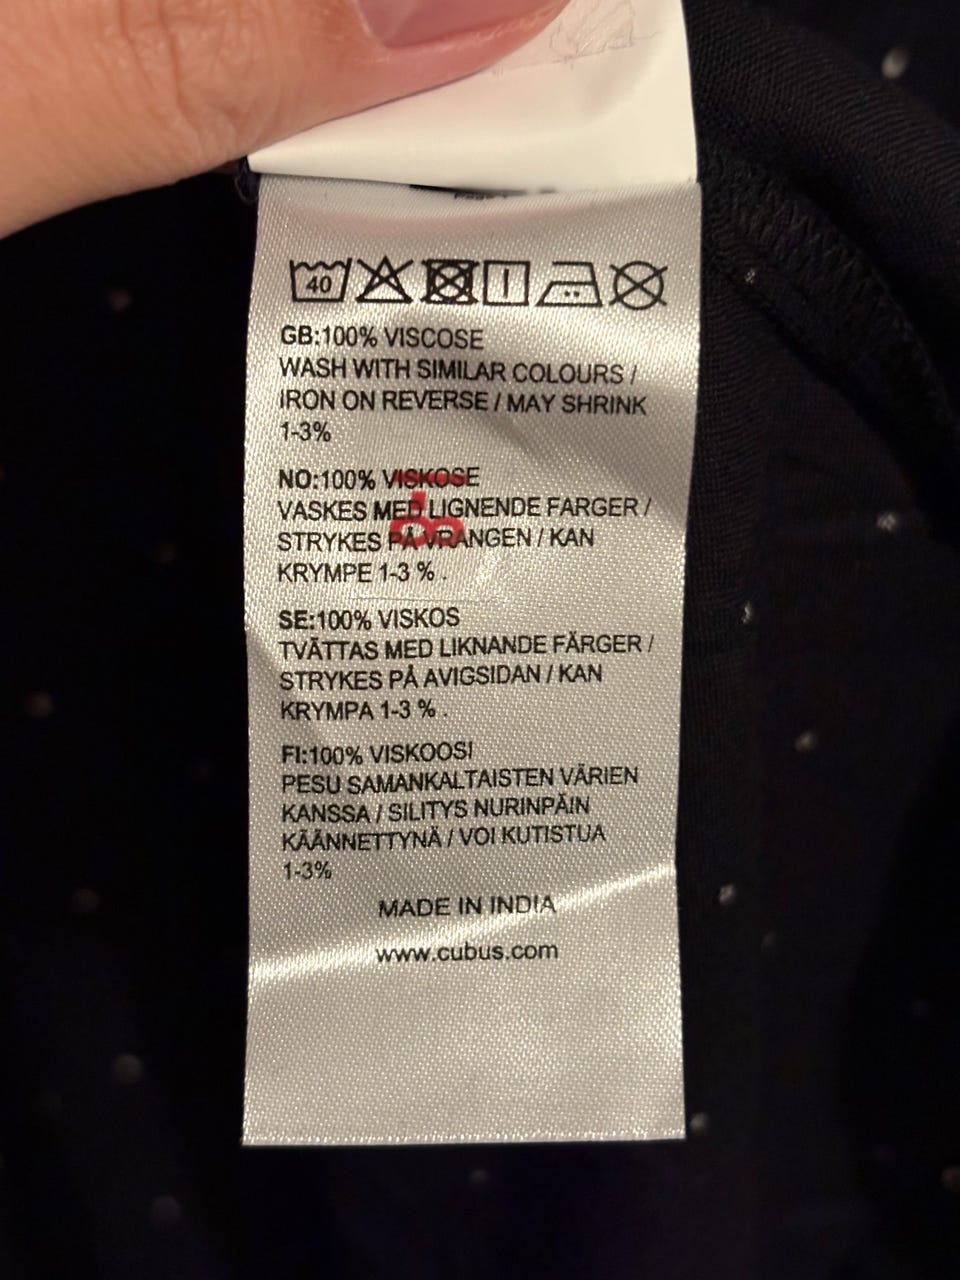 40
GB:100% VISCOSE
WASH WITH SIMILAR COLOURS /
IRON ON REVERSE / MAY SHRINK
1-3%
NO:100% VISKOSE
VASKES MED LIGNENDE FARGER /
STRYKES PÅ VRANGEN / KAN
KRYMPE 1-3 % .
SE:100% VISKOS
TVÄTTAS MED LIKNANDE FÄRGER /
STRYKES PÅ AVIGSIDAN / KAN
KRYMPA 1-3 % .
FI:100% VISKOOSI
PESU SAMANKALTAISTEN VÄRIEN
KANSSA / SILITYS NURINPÄIN
KÄÄNNETTYNÄ / VOI KUTISTUA
1-3%
MADE IN INDIA
www.cubus.com